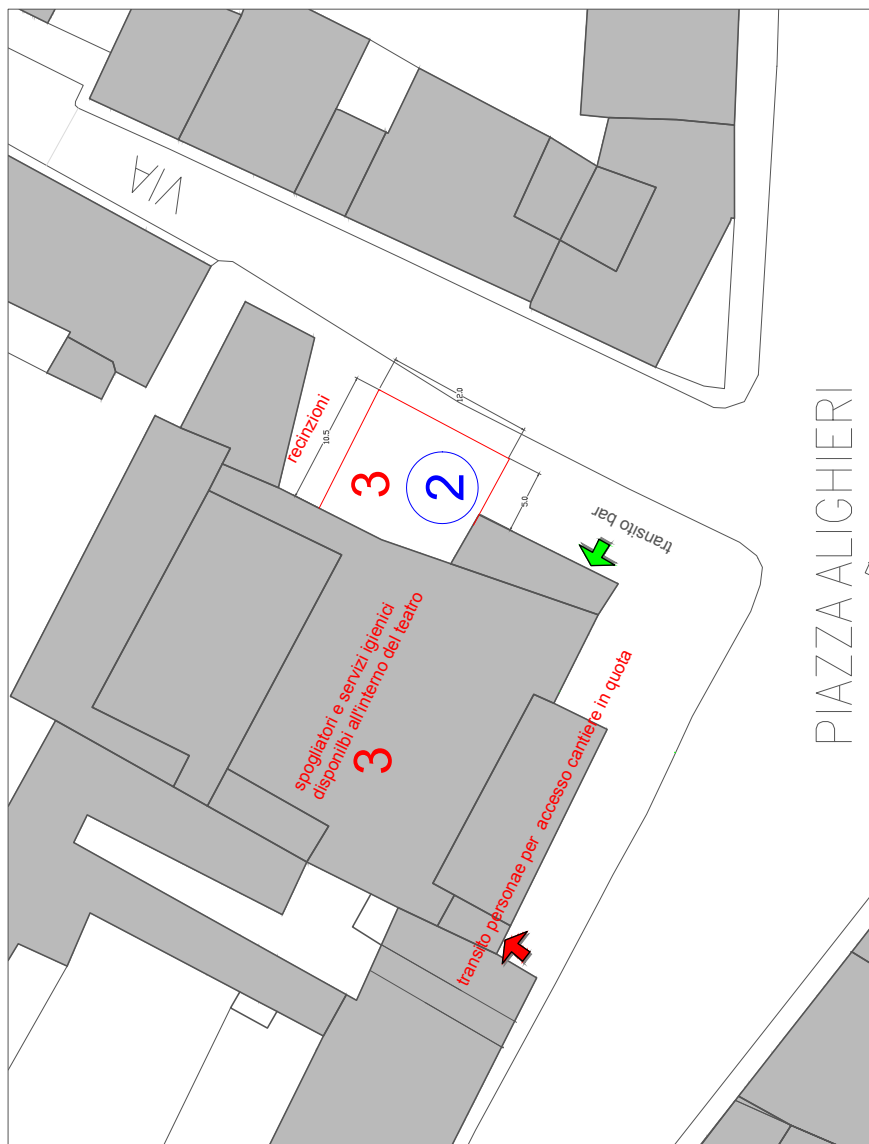 VIA
recinzioni
10.5
12.0
5.0
3
2
transito bar
PIAZZA ALIGHIERI
spogliatori e servizi igienici
disponilbi all'interno del teatro
3
transito personae per accesso cantiere in quota